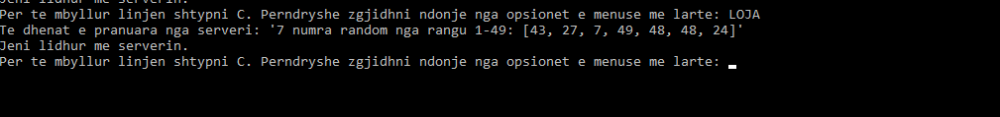 Jeni lidhur me serverin.
Per te mbyllur linjen shtypni C. Perndryshe zgjidhni ndonje nga opsionet e menuse me larte: LOJA
Te dhenat e pranuara nga serveri: '7 numra random nga rangu 1-49: [43, 27, 7, 49, 48, 48, 24]'
Jeni lidhur me serverin.
Per te mbyllur linjen shtypni C. Perndryshe zgjidhni ndonje nga opsionet e menuse me larte: